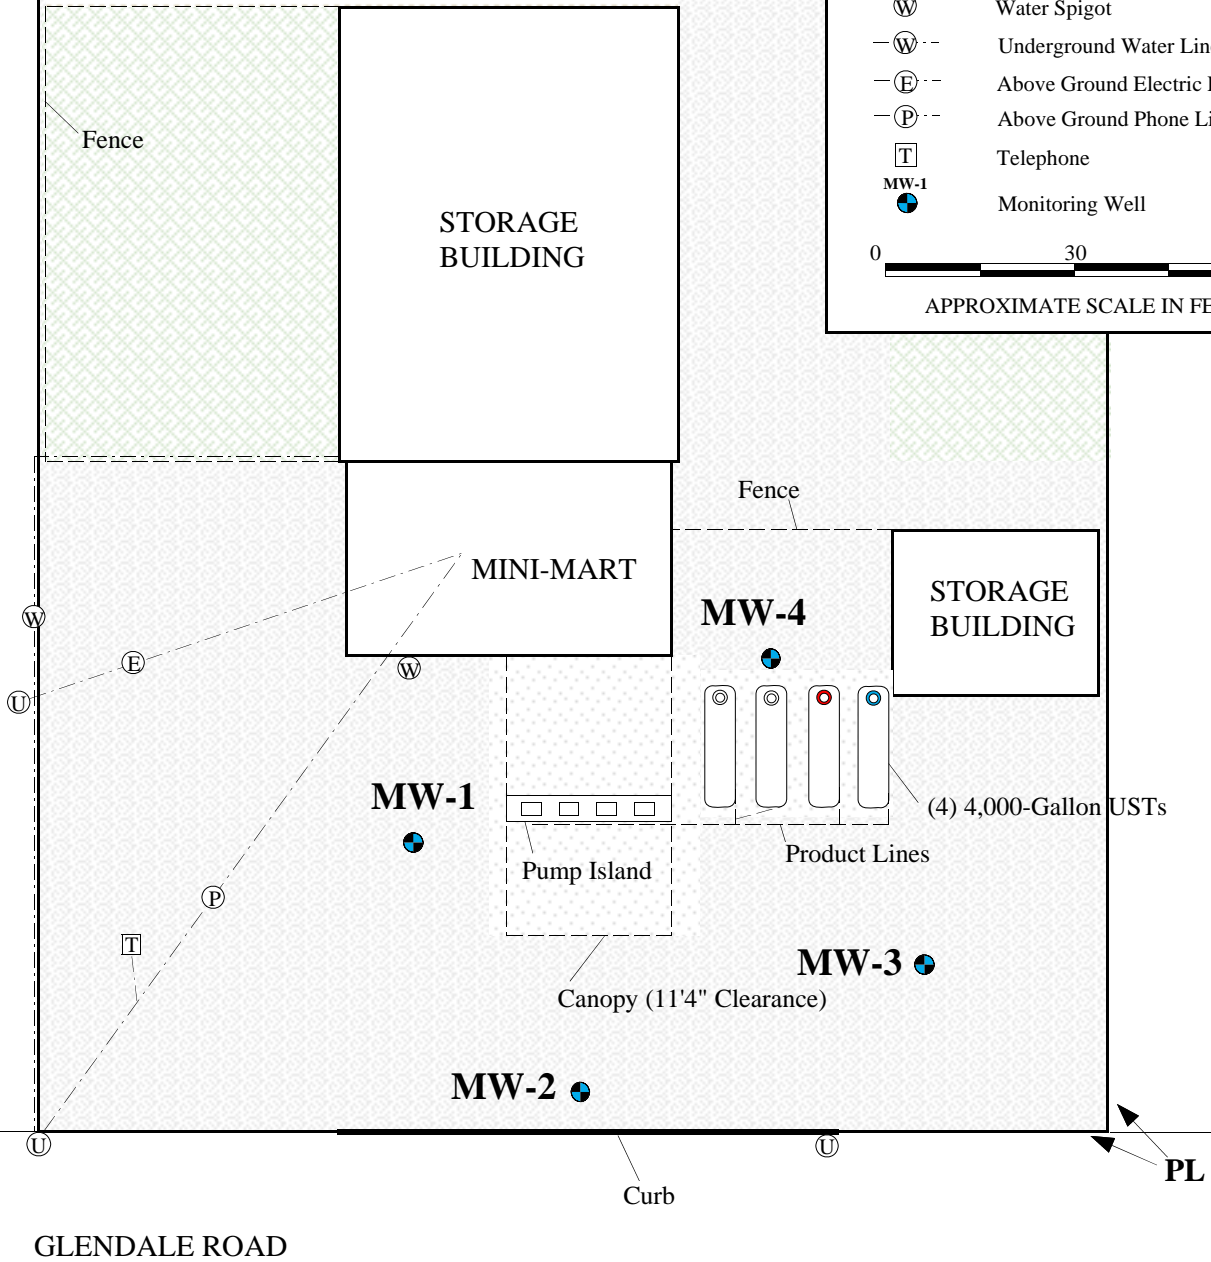 W Water Spigot
W Underground Water Lin
E Above Ground Electric
P Above Ground Phone Li
T Telephone
MW-1
Monitoring Well
0 30
APPROXIMATE SCALE IN FE
Fence
STORAGE
BUILDING
Fence
MINI-MART
STORAGE
BUILDING
MW-4
W
E
W
U
MW-1
(4) 4,000-Gallon USTs
Product Lines
Pump Island
P
T
MW-3
Canopy (11'4" Clearance)
MW-2
U
U
PL
Curb
GLENDALE ROAD